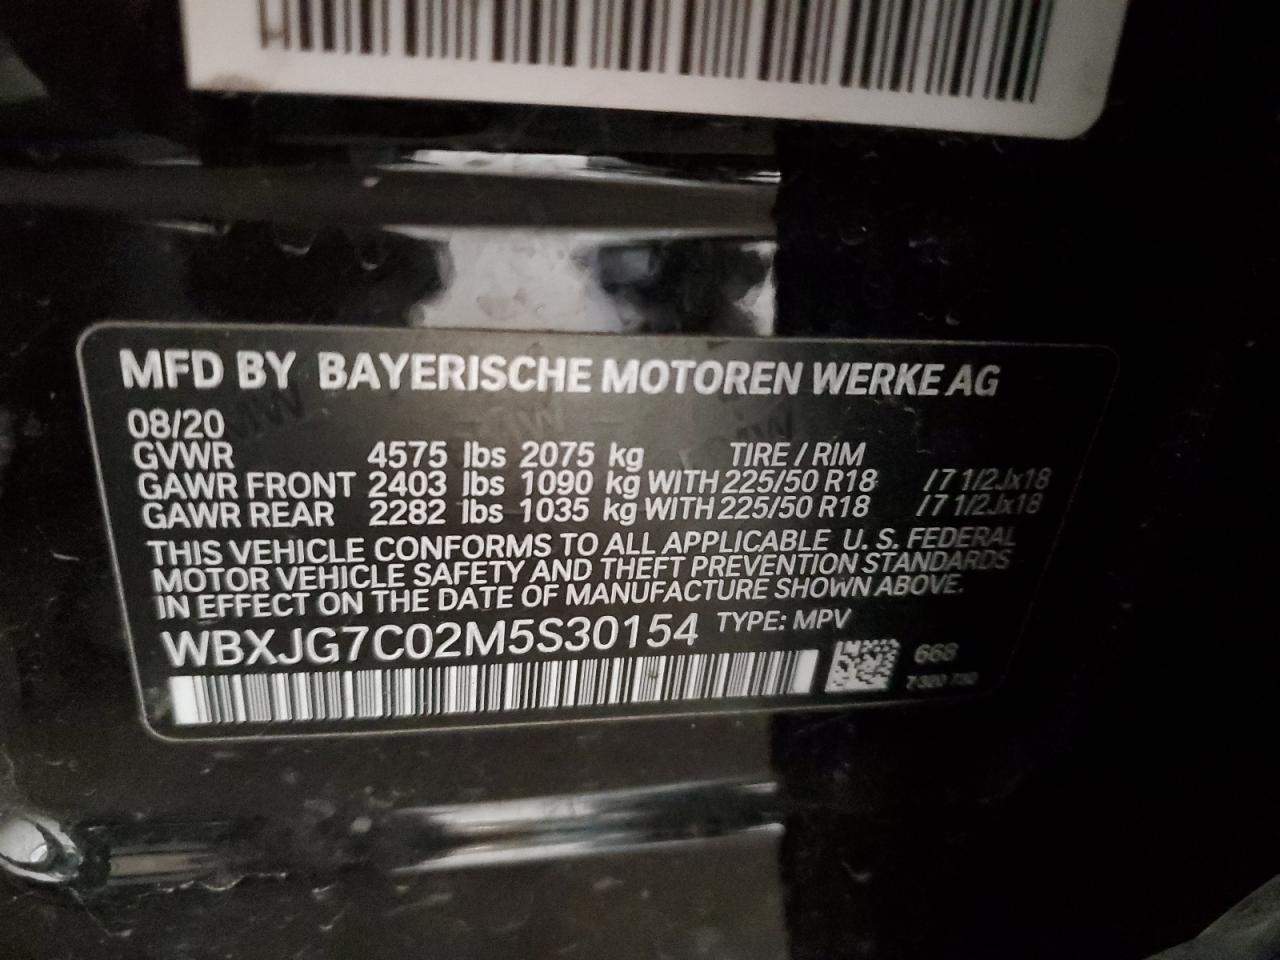 MFD BY BAYERISCHE MOTOREN WERKE AG
08/20
GVWR 4575 lbs 2075 kg TIRE / RIM
GAWR FRONT 2403 lbs 1090 kg WITH 225/50 R18 / 7 1/2Jx18
GAWR REAR 2282 lbs 1035 kg WITH 225/50 R18 / 7 1/2Jx18
THIS VEHICLE CONFORMS TO ALL APPLICABLE U. S. FEDERAL
MOTOR VEHICLE SAFETY AND THEFT PREVENTION STANDARDS
IN EFFECT ON THE DATE OF MANUFACTURE SHOWN ABOVE.
WBXJG7C02M5S30154 TYPE: MPV
668